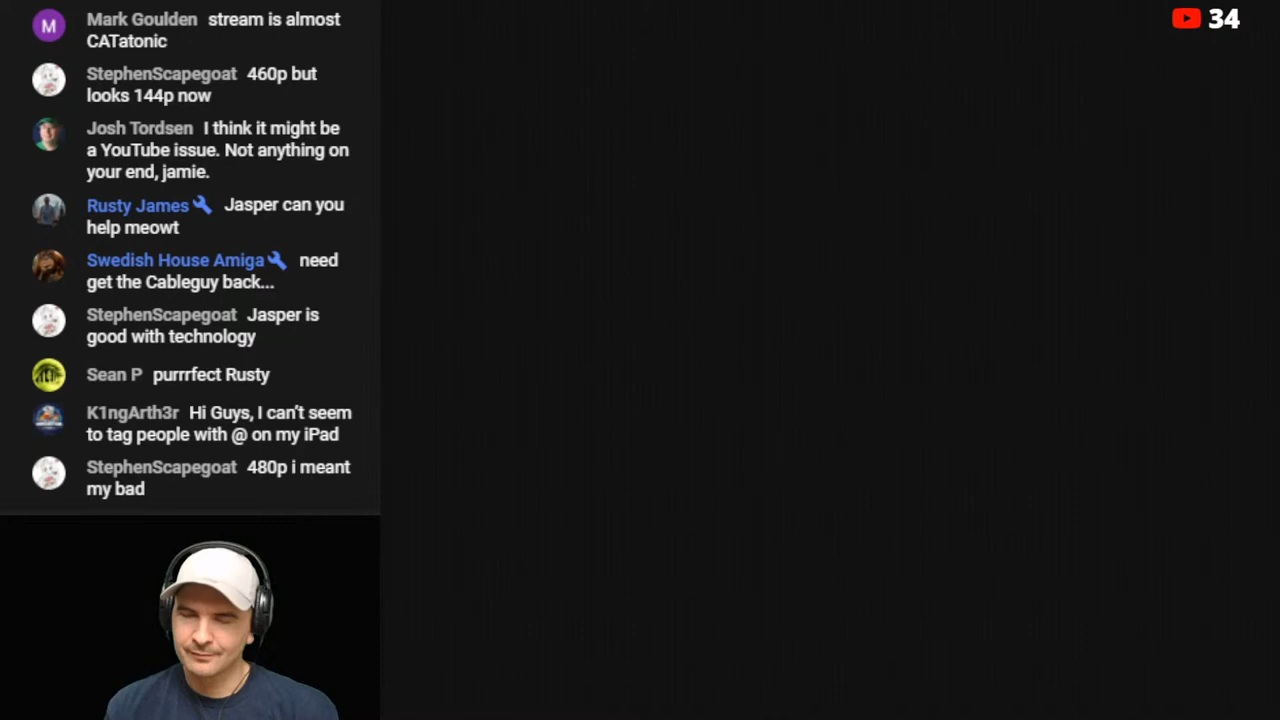 34
M
Mark Goulden stream is almost
CATatonic
StephenScapegoat 460p but
looks 144p now
Josh Tordsen I think it might be
a YouTube issue. Not anything on
your end, jamie.
Rusty James Jasper can you
help meowt
Swedish House Amiga need
get the Cableguy back...
StephenScapegoat Jasper is
good with technology
Sean P purrrfect Rusty
K1ngArth3r Hi Guys, I can't seem
to tag people with @ on my iPad
StephenScapegoat 480p i meant
my bad